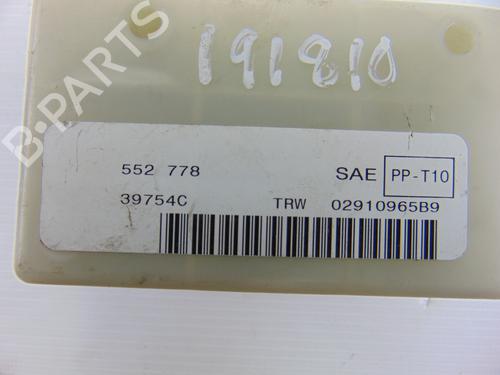 191810
B-PARTS
552 778
SAE PP-T10
39754C
TRW 02910965B9